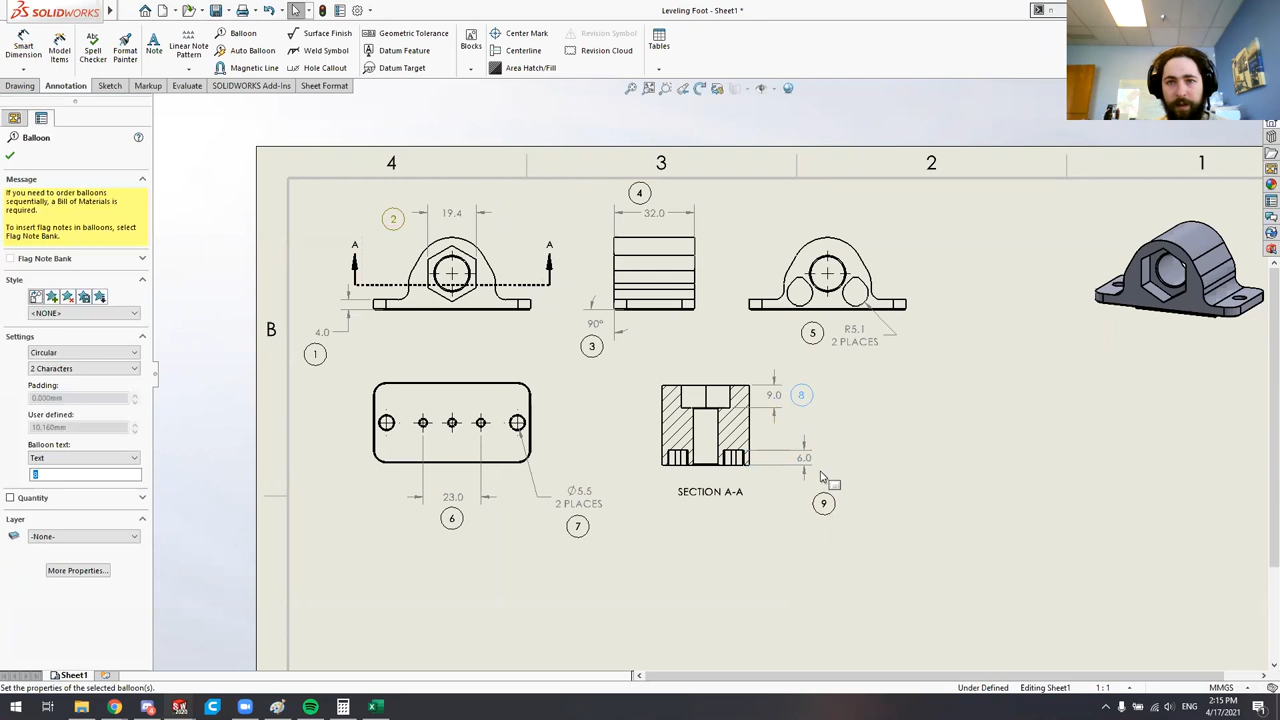 SOLIDWORKS
Leveling Foot - Sheet1 *
Smart Dimension
Model Items
Spell Checker
Format Painter
Note
Linear Note Pattern
Balloon
Auto Balloon
Magnetic Line
Surface Finish
Weld Symbol
Hole Callout
Geometric Tolerance
Datum Feature
Datum Target
Blocks
Center Mark
Centerline
Area Hatch/Fill
Revision Symbol
Revision Cloud
Tables
Drawing
Annotation
Sketch
Markup
Evaluate
SOLIDWORKS Add-Ins
Sheet Format
Balloon
Message
If you need to order balloons
sequentially, a Bill of Materials is
required.
To insert flag notes in balloons, select
Flag Note Bank.
Flag Note Bank
Style
<NONE>
Settings
Circular
2 Characters
Padding:
0.000mm
User defined:
10.160mm
Balloon text:
Text
8
Quantity
Layer
-None-
More Properties...
4 3 2 1
B
2 19.4
A A
4.0
1
4
32.0
90°
3
5
R5.1
2 PLACES
23.0
6
Ø5.5
2 PLACES
7
9.0 8
6.0
9
SECTION A-A
Sheet1
Set the properties of the selected balloon(s).
Under Defined
Editing Sheet1
1 : 1
MMGS
ENG
2:15 PM
4/17/2021